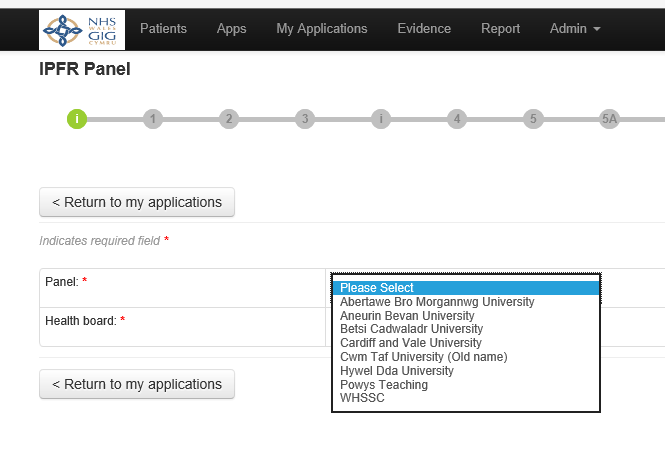 NHS
WALES
GIG
CYMRU
Patients Apps My Applications Evidence Report Admin
IPFR Panel
i 1 2 3 i 4 5 5A
< Return to my applications
Indicates required field *
Panel: *
Please Select
Abertawe Bro Morgannwg University
Aneurin Bevan University
Health board: *
Betsi Cadwaladr University
Cardiff and Vale University
Cwm Taf University (Old name)
Hywel Dda University
Powys Teaching
WHSSC
< Return to my applications